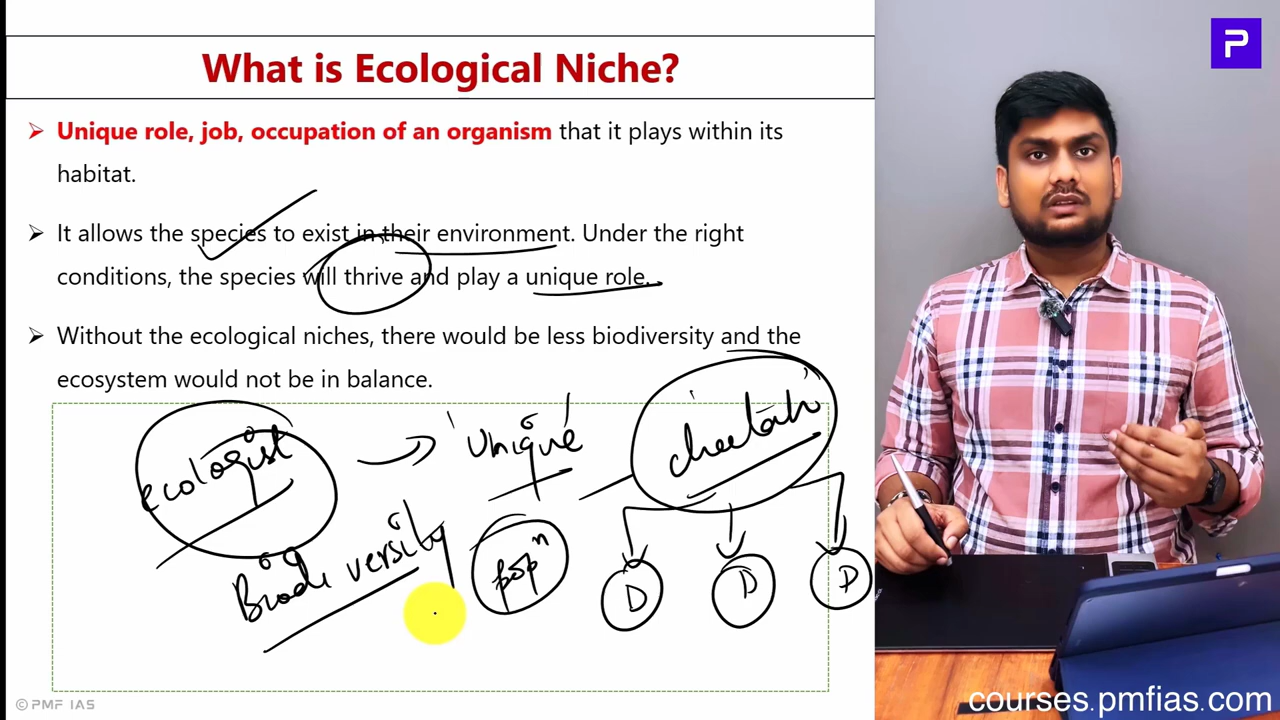 What is Ecological Niche?
➢ Unique role, job, occupation of an organism that it plays within its
habitat.
➢ It allows the species to exist in their environment. Under the right
conditions, the species will thrive and play a unique role.
➢ Without the ecological niches, there would be less biodiversity and the
ecosystem would not be in balance.
ecologist → 'Unique' 'cheetah'
Biodiversity popⁿ D D D
© PMF IAS
P
courses.pmfias.com